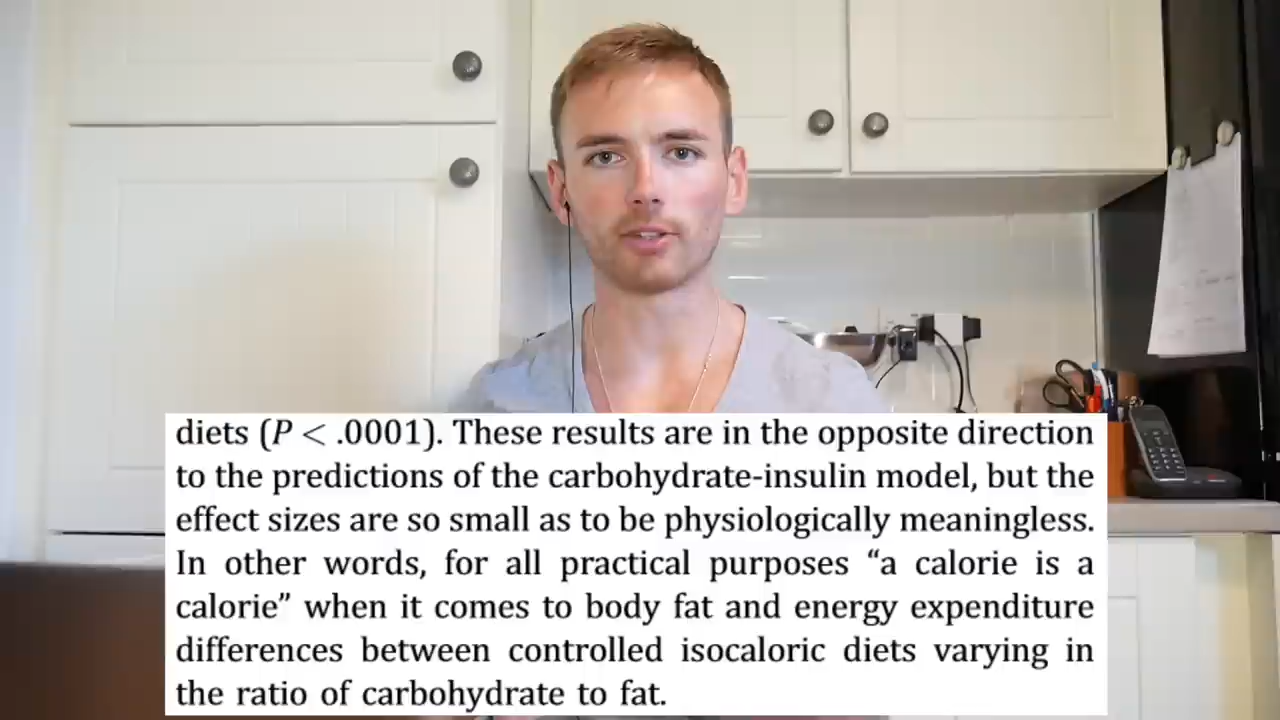 diets (P < .0001). These results are in the opposite direction
to the predictions of the carbohydrate-insulin model, but the
effect sizes are so small as to be physiologically meaningless.
In other words, for all practical purposes “a calorie is a
calorie” when it comes to body fat and energy expenditure
differences between controlled isocaloric diets varying in
the ratio of carbohydrate to fat.